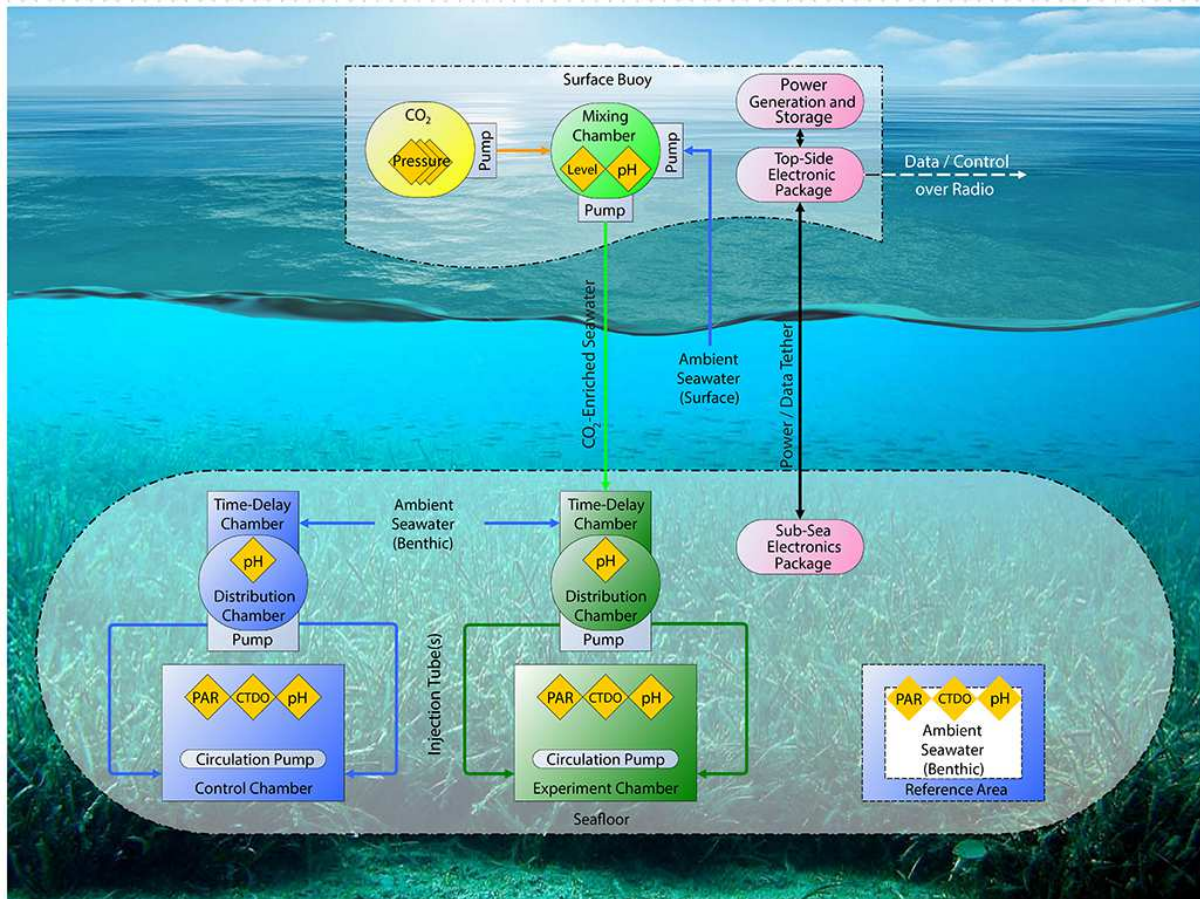 Surface Buoy
CO₂
Pressure
Pump
Mixing
Chamber
Level
pH
Pump
Pump
Power
Generation and
Storage
Top-Side
Electronic
Package
Data / Control
over Radio
CO₂-Enriched Seawater
Ambient
Seawater
(Surface)
Power / Data Tether
Time-Delay
Chamber
pH
Distribution
Chamber
Pump
Ambient
Seawater
(Benthic)
Time-Delay
Chamber
pH
Distribution
Chamber
Pump
Sub-Sea
Electronics
Package
Injection Tube(s)
PAR
CTDO
pH
Circulation Pump
Control Chamber
PAR
CTDO
pH
Circulation Pump
Experiment Chamber
PAR
CTDO
pH
Ambient
Seawater
(Benthic)
Reference Area
Seafloor